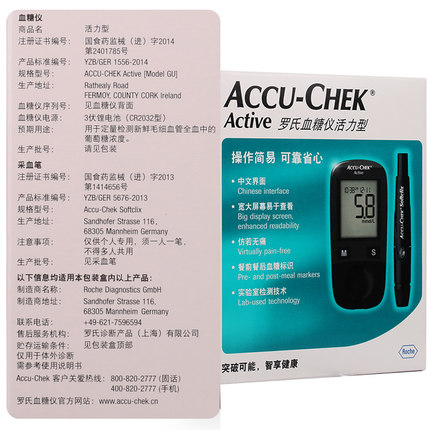 血糖仪
商品名: 活力型
注册证书编号: 国食药监械(进)字2014
第2401785号
产品标准编号: YZB/GER 1556-2014
规格型号: ACCU-CHEK Active [Model GU]
生产地址: Rathealy Road
FERMOY, COUNTY CORK Ireland
血糖仪序列号: 见血糖仪背面
血糖仪电源: 3伏锂电池(CR2032型)
预期用途: 用于定量检测新鲜毛细血管全血中的
葡萄糖浓度。
生产批号: 请见包装
采血笔
注册证编号: 国食药监械(进)字2013
第1414656号
产品标准编号: YZB/GER 5676-2013
规格型号: Accu-Chek Softclix
生产地址: Sandhofer Strasse 116,
68305 Mannheim Germany
注意事项: 仅供个人专用,须一人一笔,
不得多人共用
生产批号: 见采血笔
以下信息均适用本包装盒内以上产品:
制造商名称: Roche Diagnostics GmbH
制造商地址: Sandhofer Strasse 116,
68305 Mannheim Germany
联系电话: +49-621-7596594
售后服务机构: 罗氏诊断产品(上海)有限公司
贮存运输条件: 见包装盒顶部
仅用于体外诊断
需参考使用说明书
Accu-Chek 客户关爱热线: 800-820-2777 (固话)
400-820-2777 (手机)
罗氏血糖仪官方网站: www.accu-chek.cn
ACCU-CHEK®
Active 罗氏血糖仪活力型
操作简易 可靠省心
• 中文界面
Chinese interface
• 宽大屏幕易于查看
Big display screen,
enhanced readability
• 仿若无痛
Virtually pain-free
• 餐前餐后血糖标识
Pre- and post-meal markers
• 实验室检测技术
Lab-used technology
ACCU-CHEK
Active
5.8
mmol/L
M S
ACCU-CHEK Softclix
Roche
突破可能,智享健康